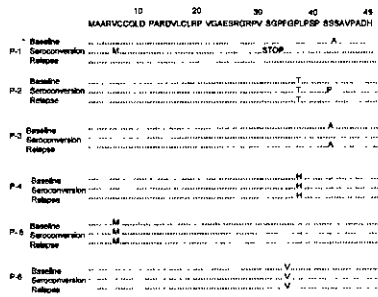 10 20 30 40 49
MAARVCCQLD PARDVLCLRP VGAESRGRPV SGPFGPLPSP SSSAVPADH
Baseline A
P-1 Seroconversion M STOP
Relapse
Baseline T
P-2 Seroconversion T P
Relapse T
P-3 Baseline A
Seroconversion
Relapse A
P-4 Baseline H
Seroconversion H
Relapse H
Baseline M
P-5 Seroconversion M
Relapse M
Baseline V
P-6 Seroconversion V
Relapse V